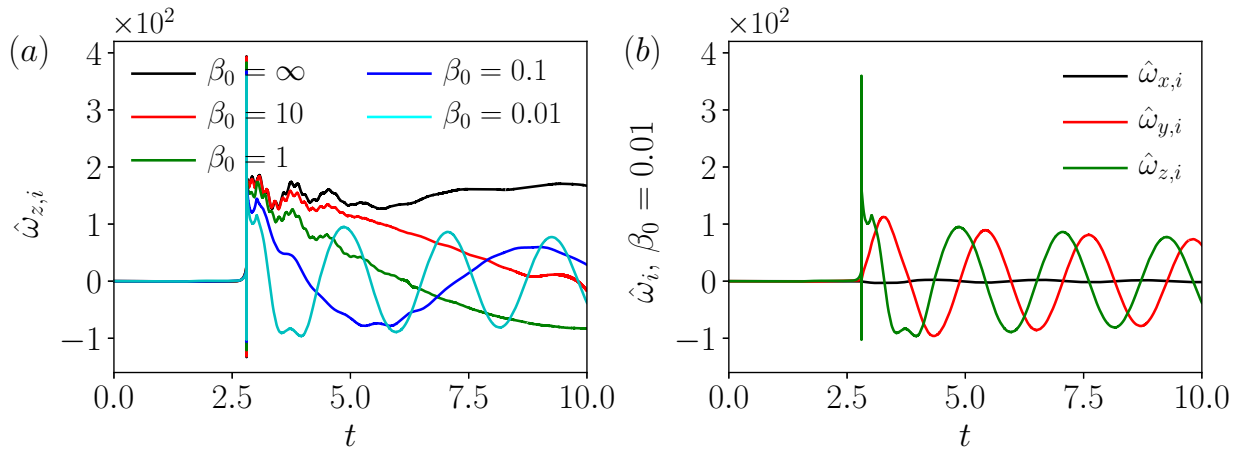 (a)
×10²
4
3
2
1
0
−1
0.0 2.5 5.0 7.5 10.0
t
ω̂z,i
β₀ = ∞
β₀ = 10
β₀ = 1
β₀ = 0.1
β₀ = 0.01
(b)
×10²
4
3
2
1
0
−1
0.0 2.5 5.0 7.5 10.0
t
ω̂i, β₀ = 0.01
ω̂x,i
ω̂y,i
ω̂z,i